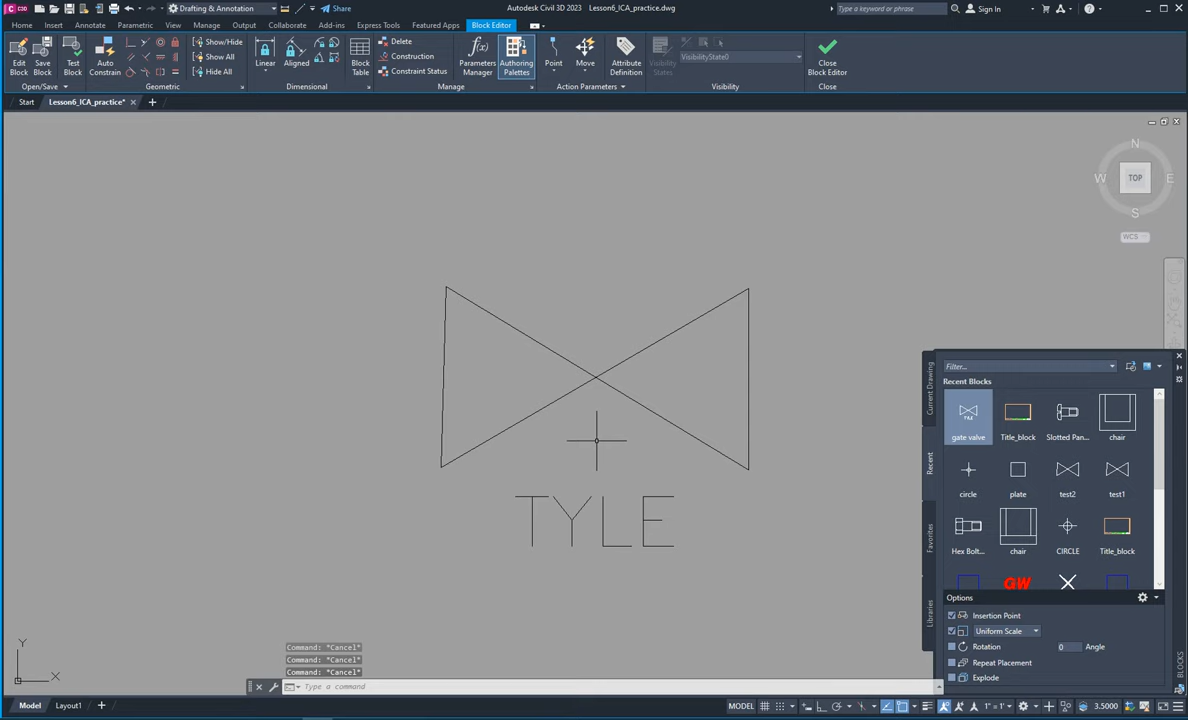 C3D Drafting & Annotation Share Autodesk Civil 3D 2023 Lesson6_ICA_practice.dwg Type a keyword or phrase Sign In
Home Insert Annotate Parametric View Manage Output Collaborate Add-ins Express Tools Featured Apps Block Editor
Edit Block
Save Block
Test Block
Open/Save
Auto Constrain
Show/Hide
Show All
Hide All
Geometric
Linear
Aligned
Dimensional
Block Table
Delete
Construction
Constraint Status
Parameters Manager
Authoring Palettes
Manage
Point
Move
Action Parameters
Attribute Definition
Visibility States
VisibilityState0
Visibility
Close Block Editor
Close
Start Lesson6_ICA_practice*
N
W TOP E
S
WCS
TYLE
Filter...
Recent Blocks
gate valve Title_block Slotted Pan... chair
circle plate test2 test1
Hex Bolt... chair CIRCLE Title_block
GW
Current Drawing
Recent
Favorites
Libraries
BLOCKS
Options
Insertion Point
Uniform Scale
Rotation 0 Angle
Repeat Placement
Explode
Y
X
Command: *Cancel*
Command: *Cancel*
Command: *Cancel*
Type a command
Model Layout1 MODEL 1" = 1' 3.5000